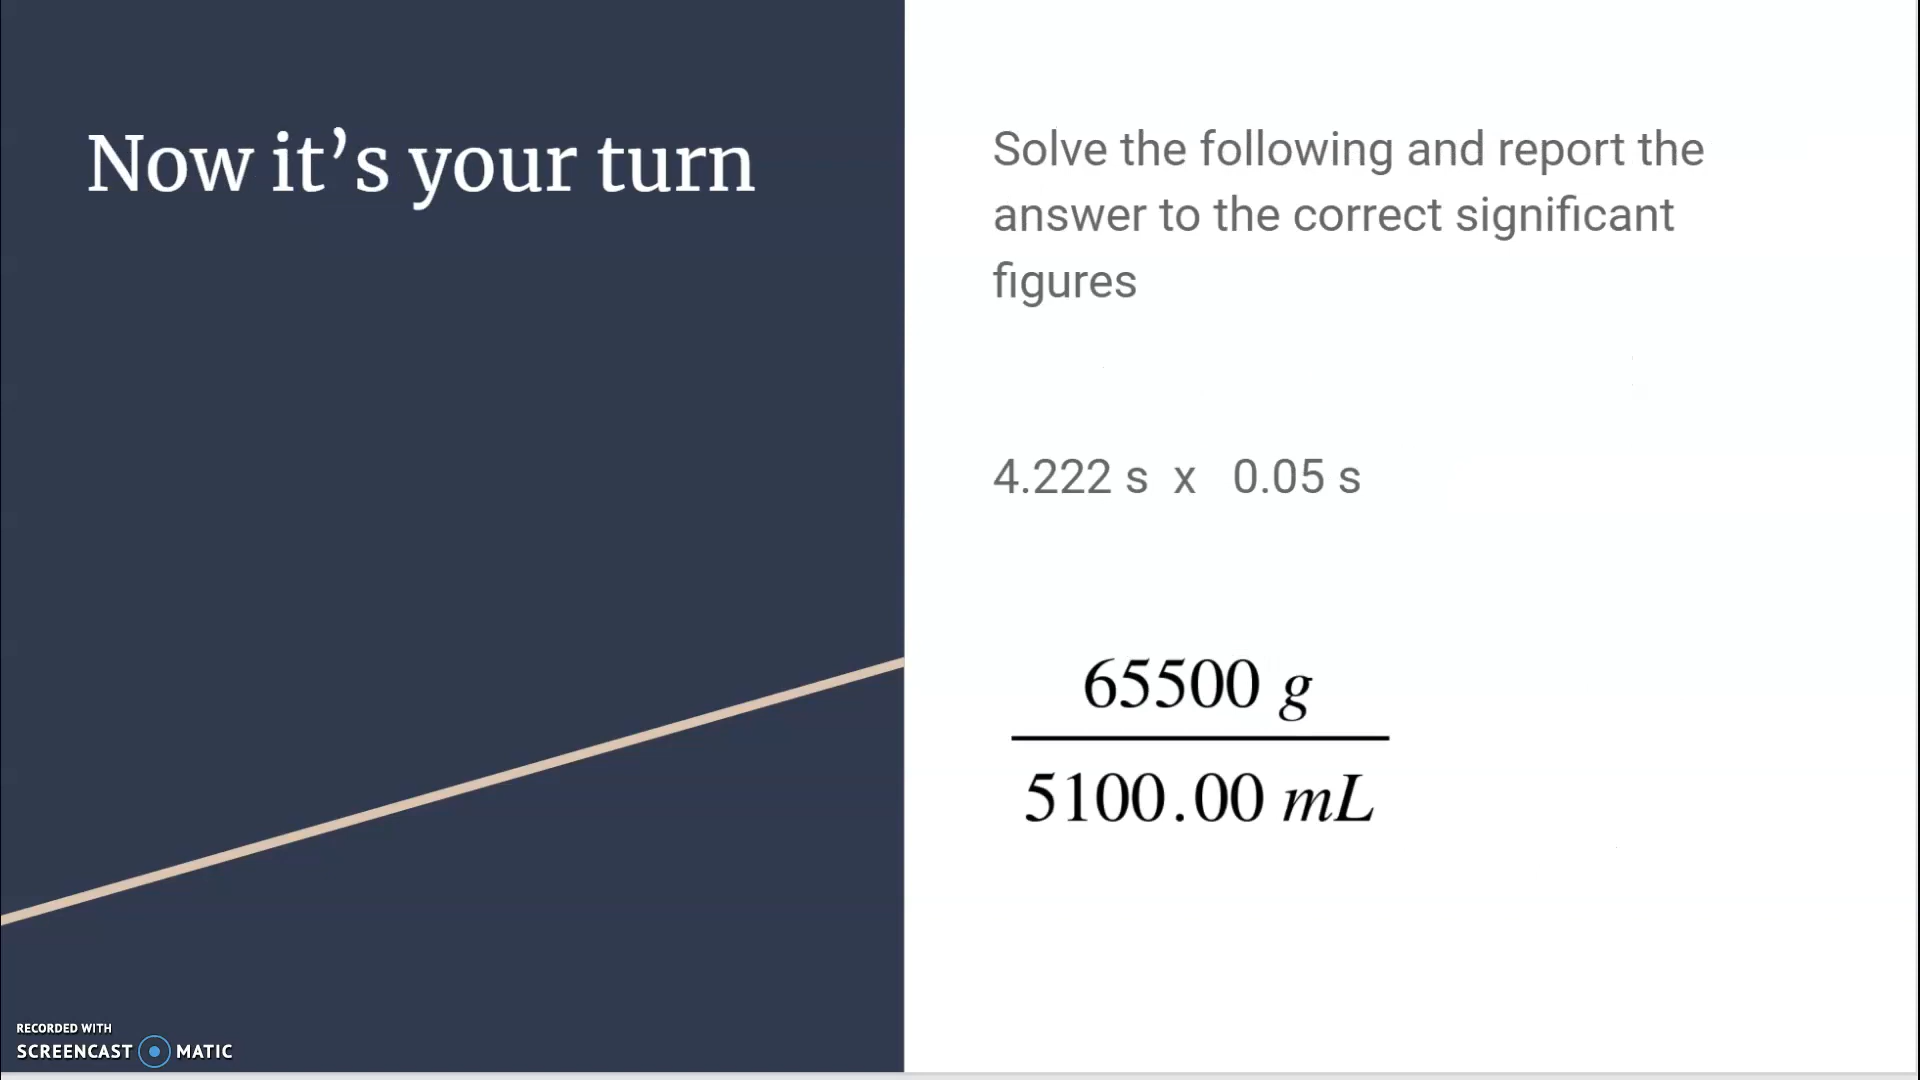 Now it’s your turn
Solve the following and report the
answer to the correct significant
figures
4.222 s x 0.05 s
65500 g
5100.00 mL
RECORDED WITH
SCREENCAST MATIC